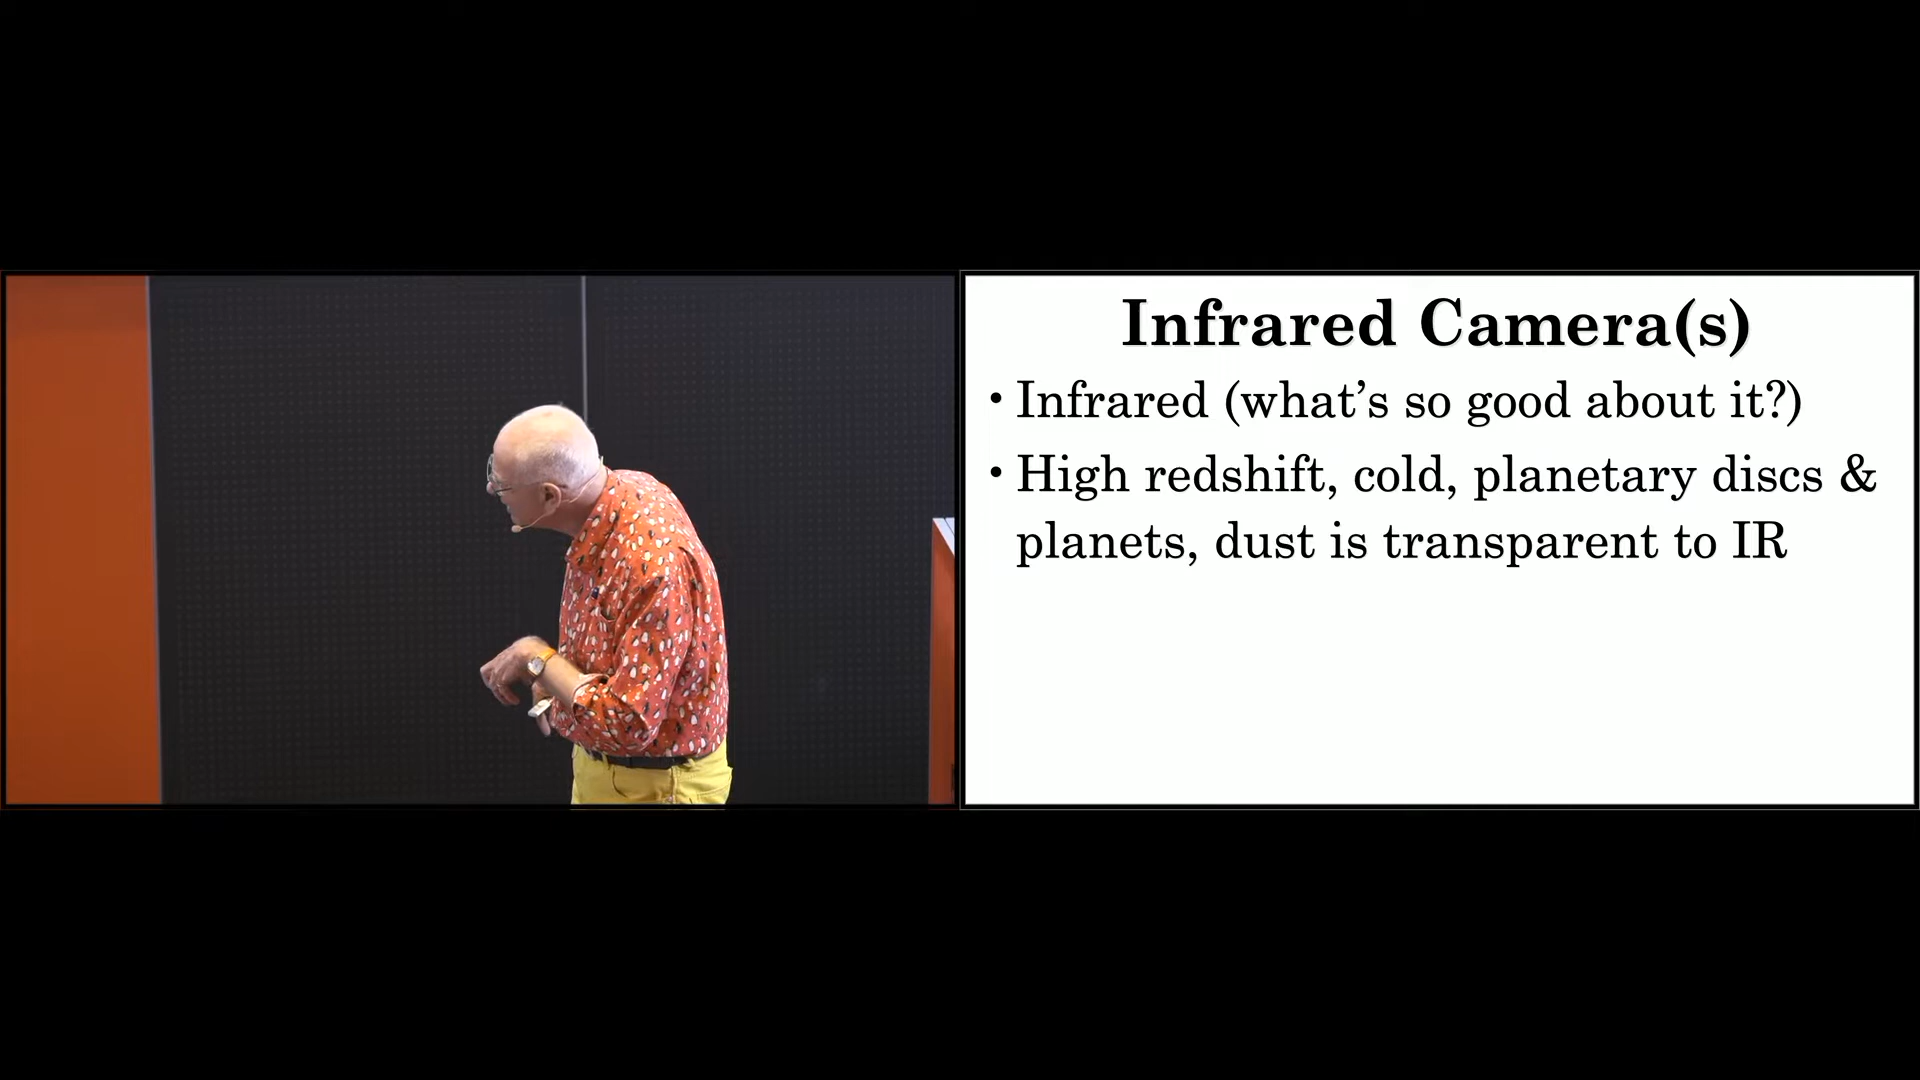 Infrared Camera(s)
• Infrared (what’s so good about it?)
• High redshift, cold, planetary discs &
planets, dust is transparent to IR